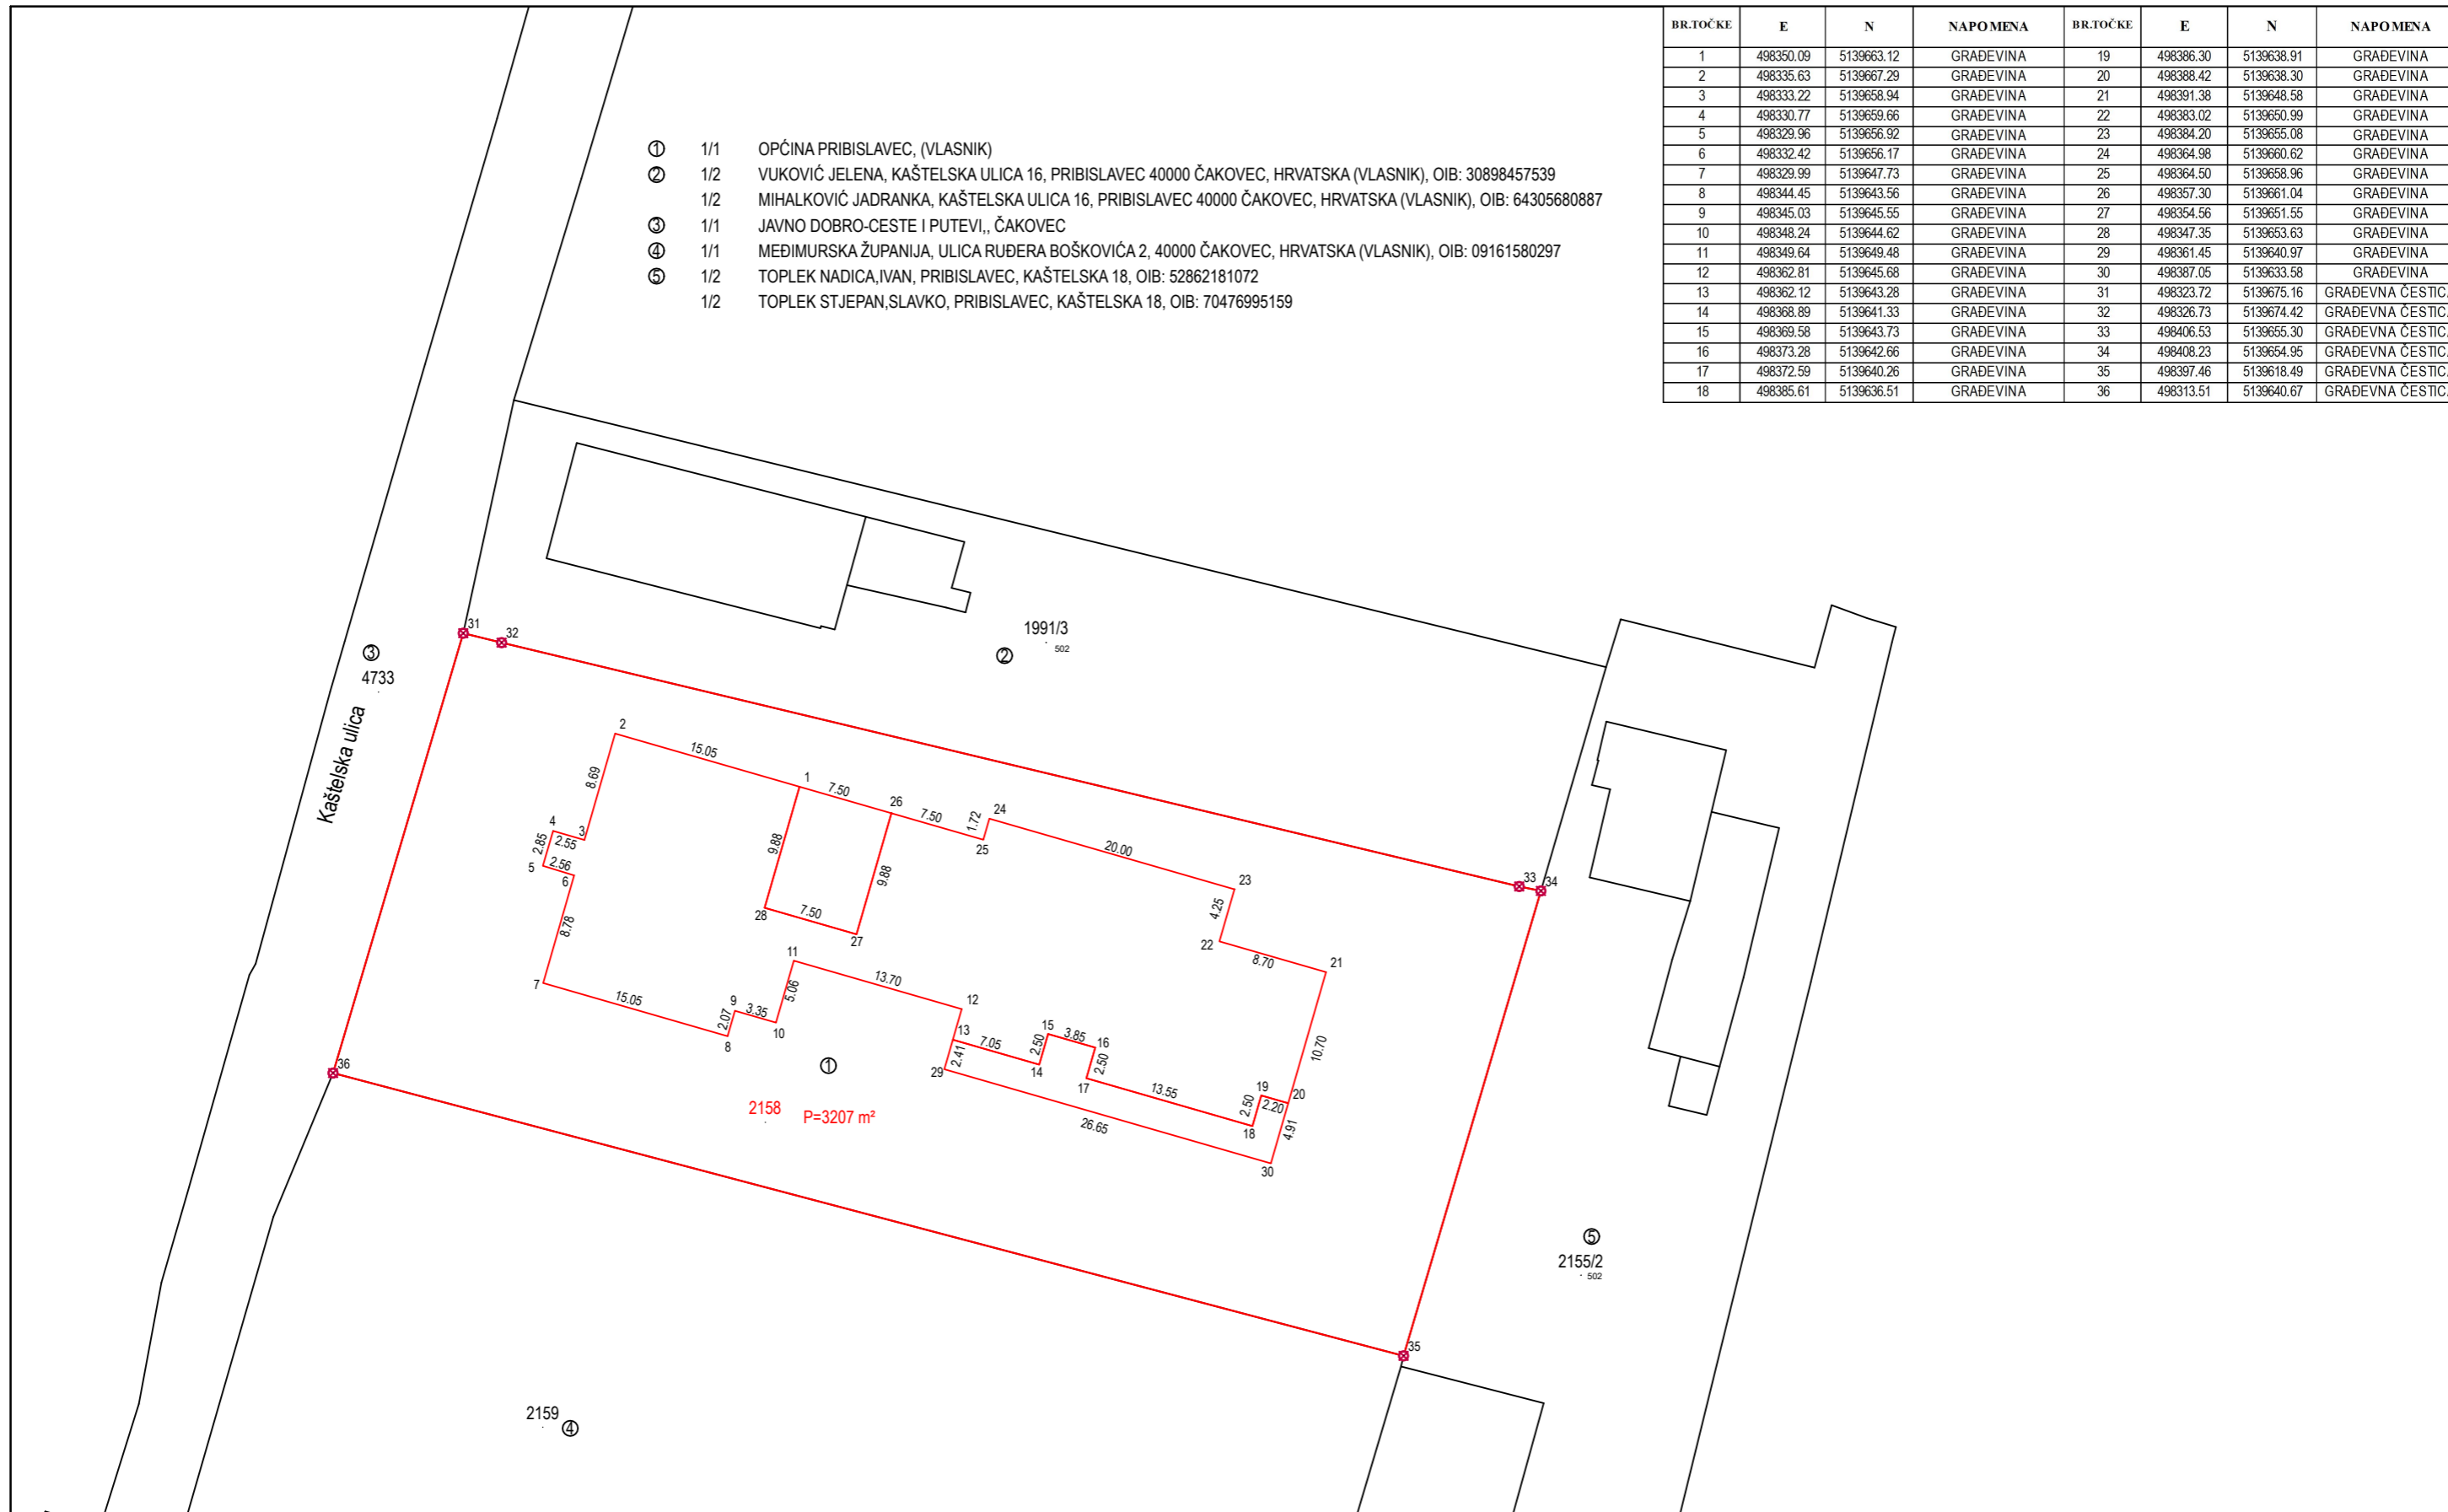 BR.TOČKE E N NAPOMENA BR.TOČKE E N NAPOMENA
1 498350.09 5139663.12 GRAĐEVINA 19 498386.30 5139638.91 GRAĐEVINA
2 498335.63 5139667.29 GRAĐEVINA 20 498388.42 5139638.30 GRAĐEVINA
3 498333.22 5139658.94 GRAĐEVINA 21 498391.38 5139648.58 GRAĐEVINA
4 498330.77 5139659.66 GRAĐEVINA 22 498383.02 5139650.99 GRAĐEVINA
5 498329.96 5139656.92 GRAĐEVINA 23 498384.20 5139655.08 GRAĐEVINA
6 498332.42 5139656.17 GRAĐEVINA 24 498364.98 5139660.62 GRAĐEVINA
7 498329.99 5139647.73 GRAĐEVINA 25 498364.50 5139658.96 GRAĐEVINA
8 498344.45 5139643.56 GRAĐEVINA 26 498357.30 5139661.04 GRAĐEVINA
9 498345.03 5139645.55 GRAĐEVINA 27 498354.56 5139651.55 GRAĐEVINA
10 498348.24 5139644.62 GRAĐEVINA 28 498347.35 5139653.63 GRAĐEVINA
11 498349.64 5139649.48 GRAĐEVINA 29 498361.45 5139640.97 GRAĐEVINA
12 498362.81 5139645.68 GRAĐEVINA 30 498387.05 5139633.58 GRAĐEVINA
13 498362.12 5139643.28 GRAĐEVINA 31 498323.72 5139675.16 GRAĐEVNA ČESTIC
14 498368.89 5139641.33 GRAĐEVINA 32 498326.73 5139674.42 GRAĐEVNA ČESTIC
15 498369.58 5139643.73 GRAĐEVINA 33 498406.53 5139655.30 GRAĐEVNA ČESTIC
16 498373.28 5139642.66 GRAĐEVINA 34 498408.23 5139654.95 GRAĐEVNA ČESTIC
17 498372.59 5139640.26 GRAĐEVINA 35 498397.46 5139618.49 GRAĐEVNA ČESTIC
18 498385.61 5139636.51 GRAĐEVINA 36 498313.51 5139640.67 GRAĐEVNA ČESTIC
① 1/1 OPĆINA PRIBISLAVEC, (VLASNIK)
② 1/2 VUKOVIĆ JELENA, KAŠTELSKA ULICA 16, PRIBISLAVEC 40000 ČAKOVEC, HRVATSKA (VLASNIK), OIB: 30898457539
1/2 MIHALKOVIĆ JADRANKA, KAŠTELSKA ULICA 16, PRIBISLAVEC 40000 ČAKOVEC, HRVATSKA (VLASNIK), OIB: 64305680887
③ 1/1 JAVNO DOBRO-CESTE I PUTEVI,, ČAKOVEC
④ 1/1 MEĐIMURSKA ŽUPANIJA, ULICA RUĐERA BOŠKOVIĆA 2, 40000 ČAKOVEC, HRVATSKA (VLASNIK), OIB: 09161580297
⑤ 1/2 TOPLEK NADICA,IVAN, PRIBISLAVEC, KAŠTELSKA 18, OIB: 52862181072
1/2 TOPLEK STJEPAN,SLAVKO, PRIBISLAVEC, KAŠTELSKA 18, OIB: 70476995159
31
32
1991/3
502
②
③
4733
Kaštelska ulica
2
15.05
8.69
1
7.50
26
7.50
1.72
24
25
20.00
4
3
2.85
2.55
5
2.56
6
9.88
9.88
23
33
34
4.25
8.78
28
7.50
27
22
8.70
21
11
13.70
7
15.05
9
5.06
3.35
2.07
10
8
12
13
7.05
15
3.85
16
2.50
2.50
14
17
2.41
29
10.70
13.55
19
20
2.50
2.20
18
4.91
26.65
30
36
①
2158
P=3207 m²
⑤
2155/2
502
35
2159
④